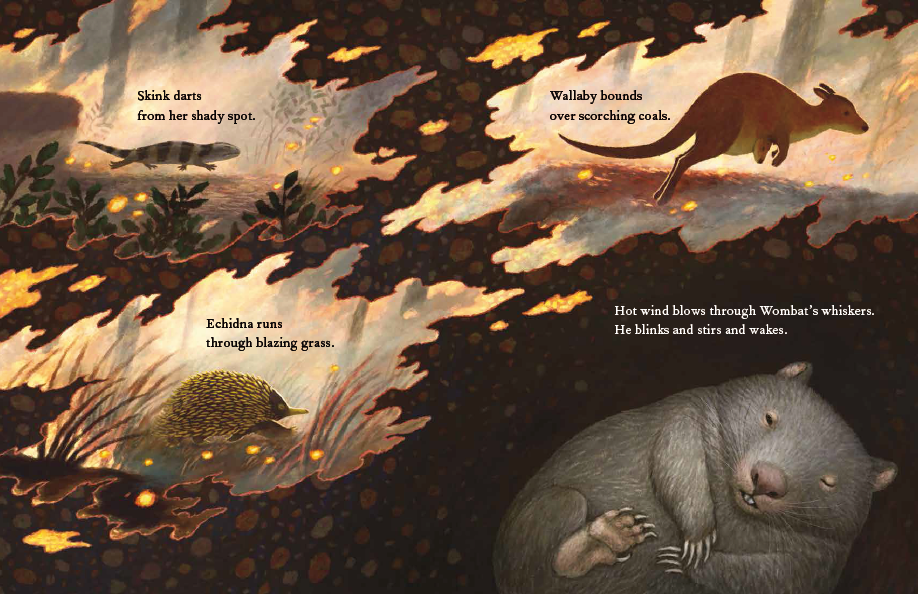 Skink darts
from her shady spot.
Wallaby bounds
over scorching coals.
Echidna runs
through blazing grass.
Hot wind blows through Wombat's whiskers.
He blinks and stirs and wakes.